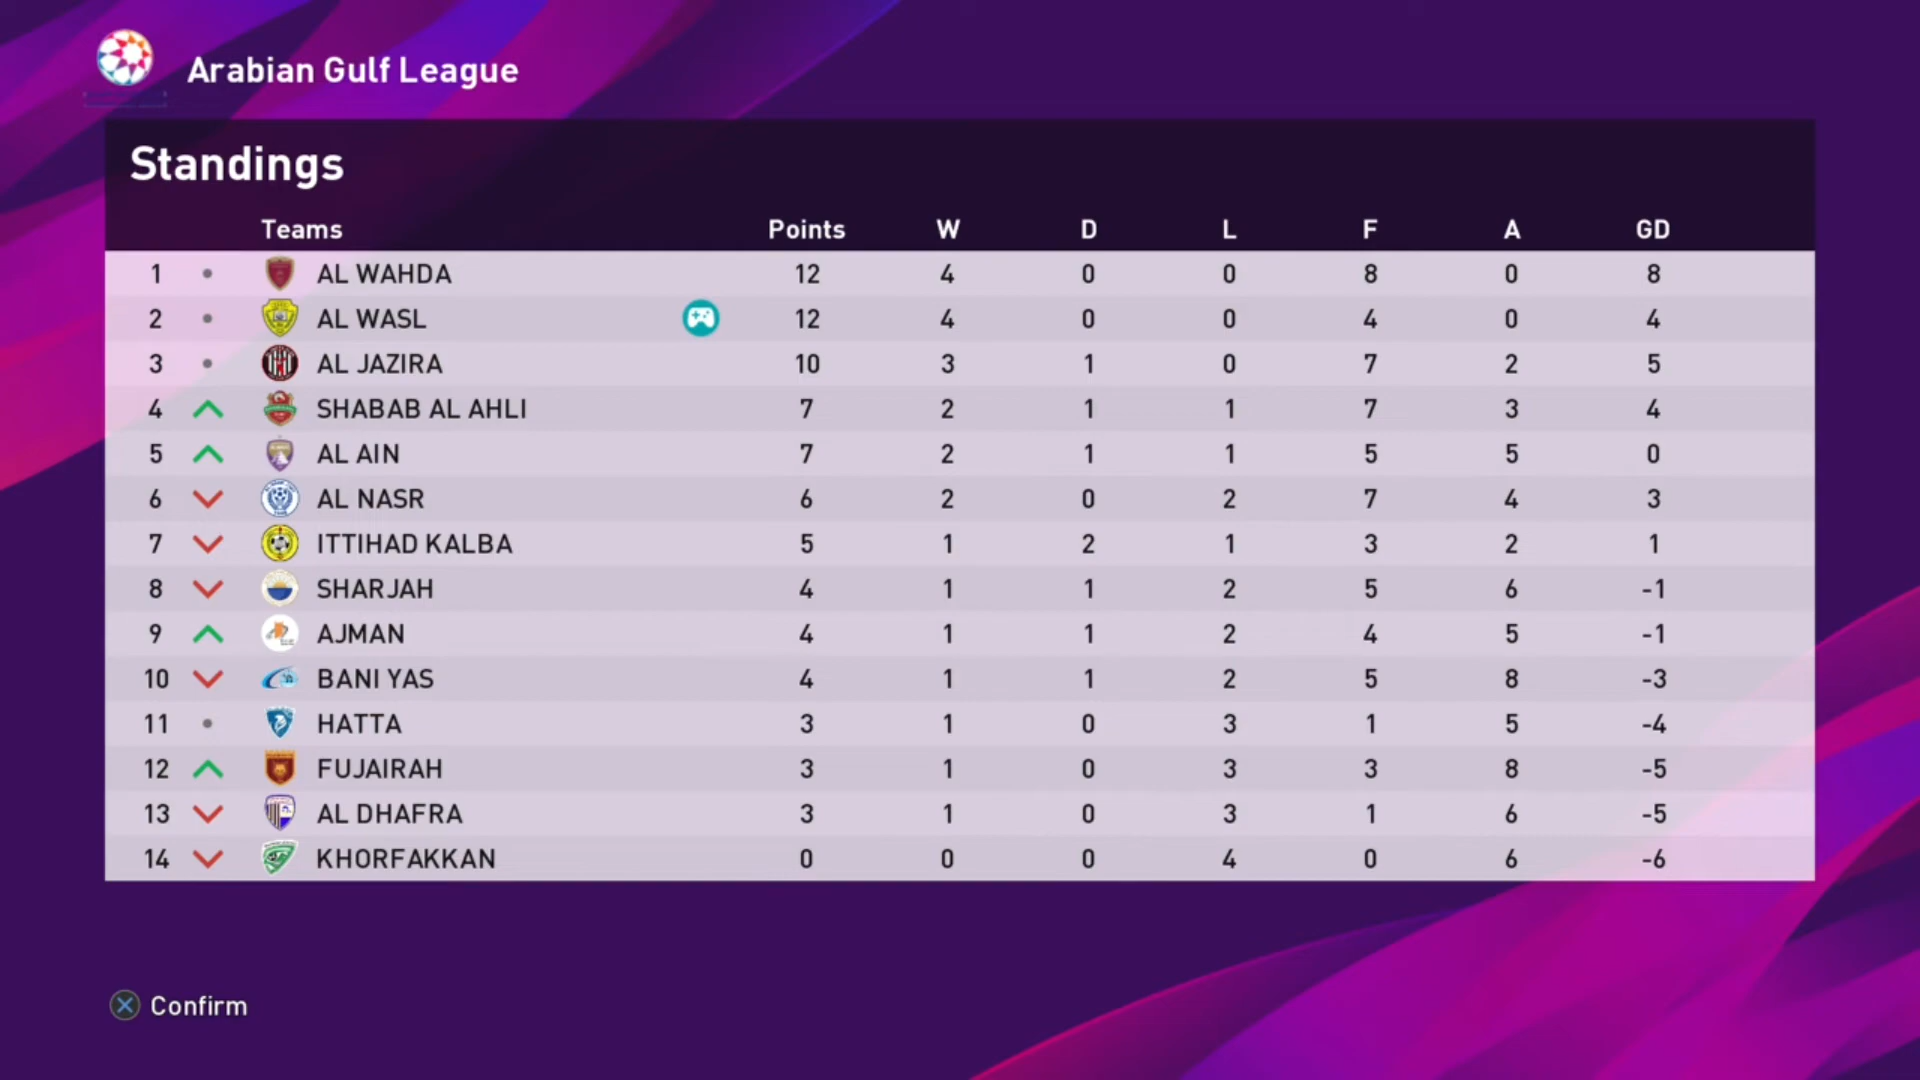 Arabian Gulf League
Standings
Teams Points W D L F A GD
1 AL WAHDA 12 4 0 0 8 0 8
2 AL WASL 12 4 0 0 4 0 4
3 AL JAZIRA 10 3 1 0 7 2 5
4 SHABAB AL AHLI 7 2 1 1 7 3 4
5 AL AIN 7 2 1 1 5 5 0
6 AL NASR 6 2 0 2 7 4 3
7 ITTIHAD KALBA 5 1 2 1 3 2 1
8 SHARJAH 4 1 1 2 5 6 -1
9 AJMAN 4 1 1 2 4 5 -1
10 BANI YAS 4 1 1 2 5 8 -3
11 HATTA 3 1 0 3 1 5 -4
12 FUJAIRAH 3 1 0 3 3 8 -5
13 AL DHAFRA 3 1 0 3 1 6 -5
14 KHORFAKKAN 0 0 0 4 0 6 -6
Confirm